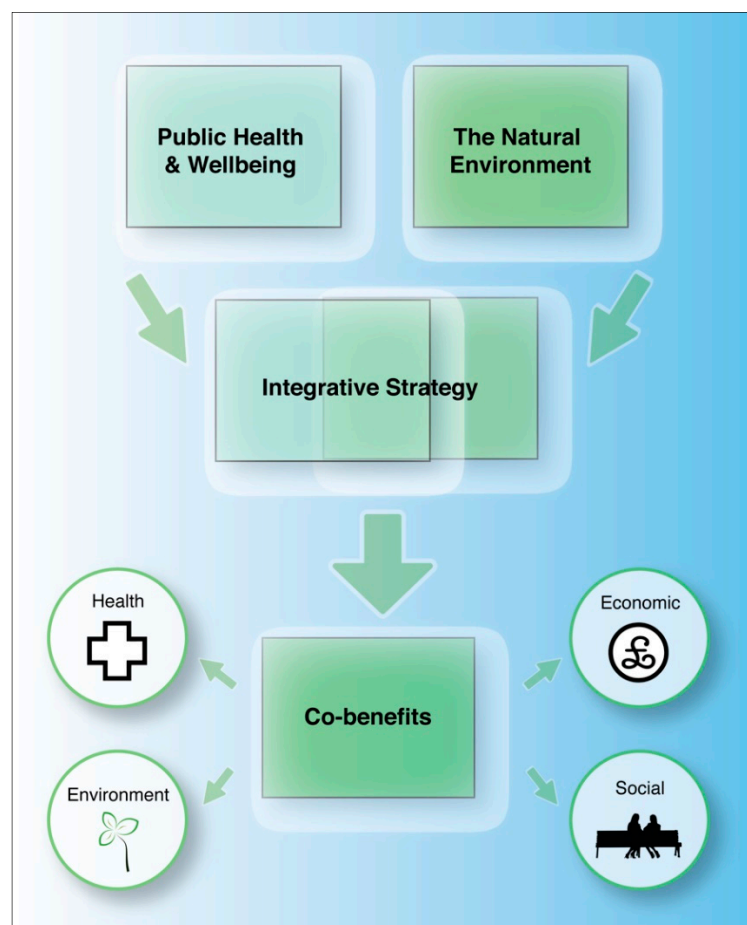 Public Health
& Wellbeing
The Natural
Environment
Integrative Strategy
Health
Economic
£
Co-benefits
Environment
Social